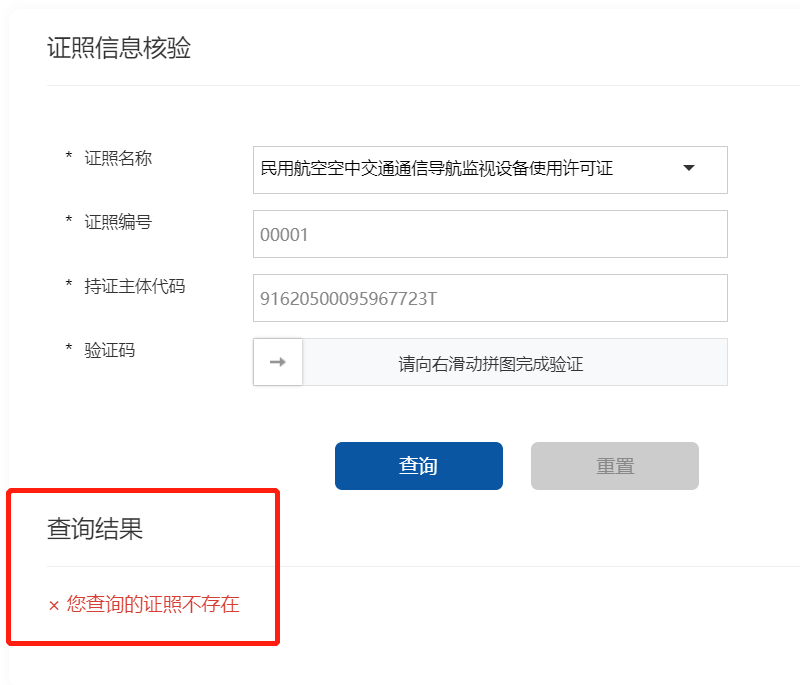 证照信息核验
* 证照名称 民用航空空中交通通信导航监视设备使用许可证
* 证照编号 00001
* 持证主体代码 91620500095967723T
* 验证码 请向右滑动拼图完成验证
查询 重置
查询结果
× 您查询的证照不存在